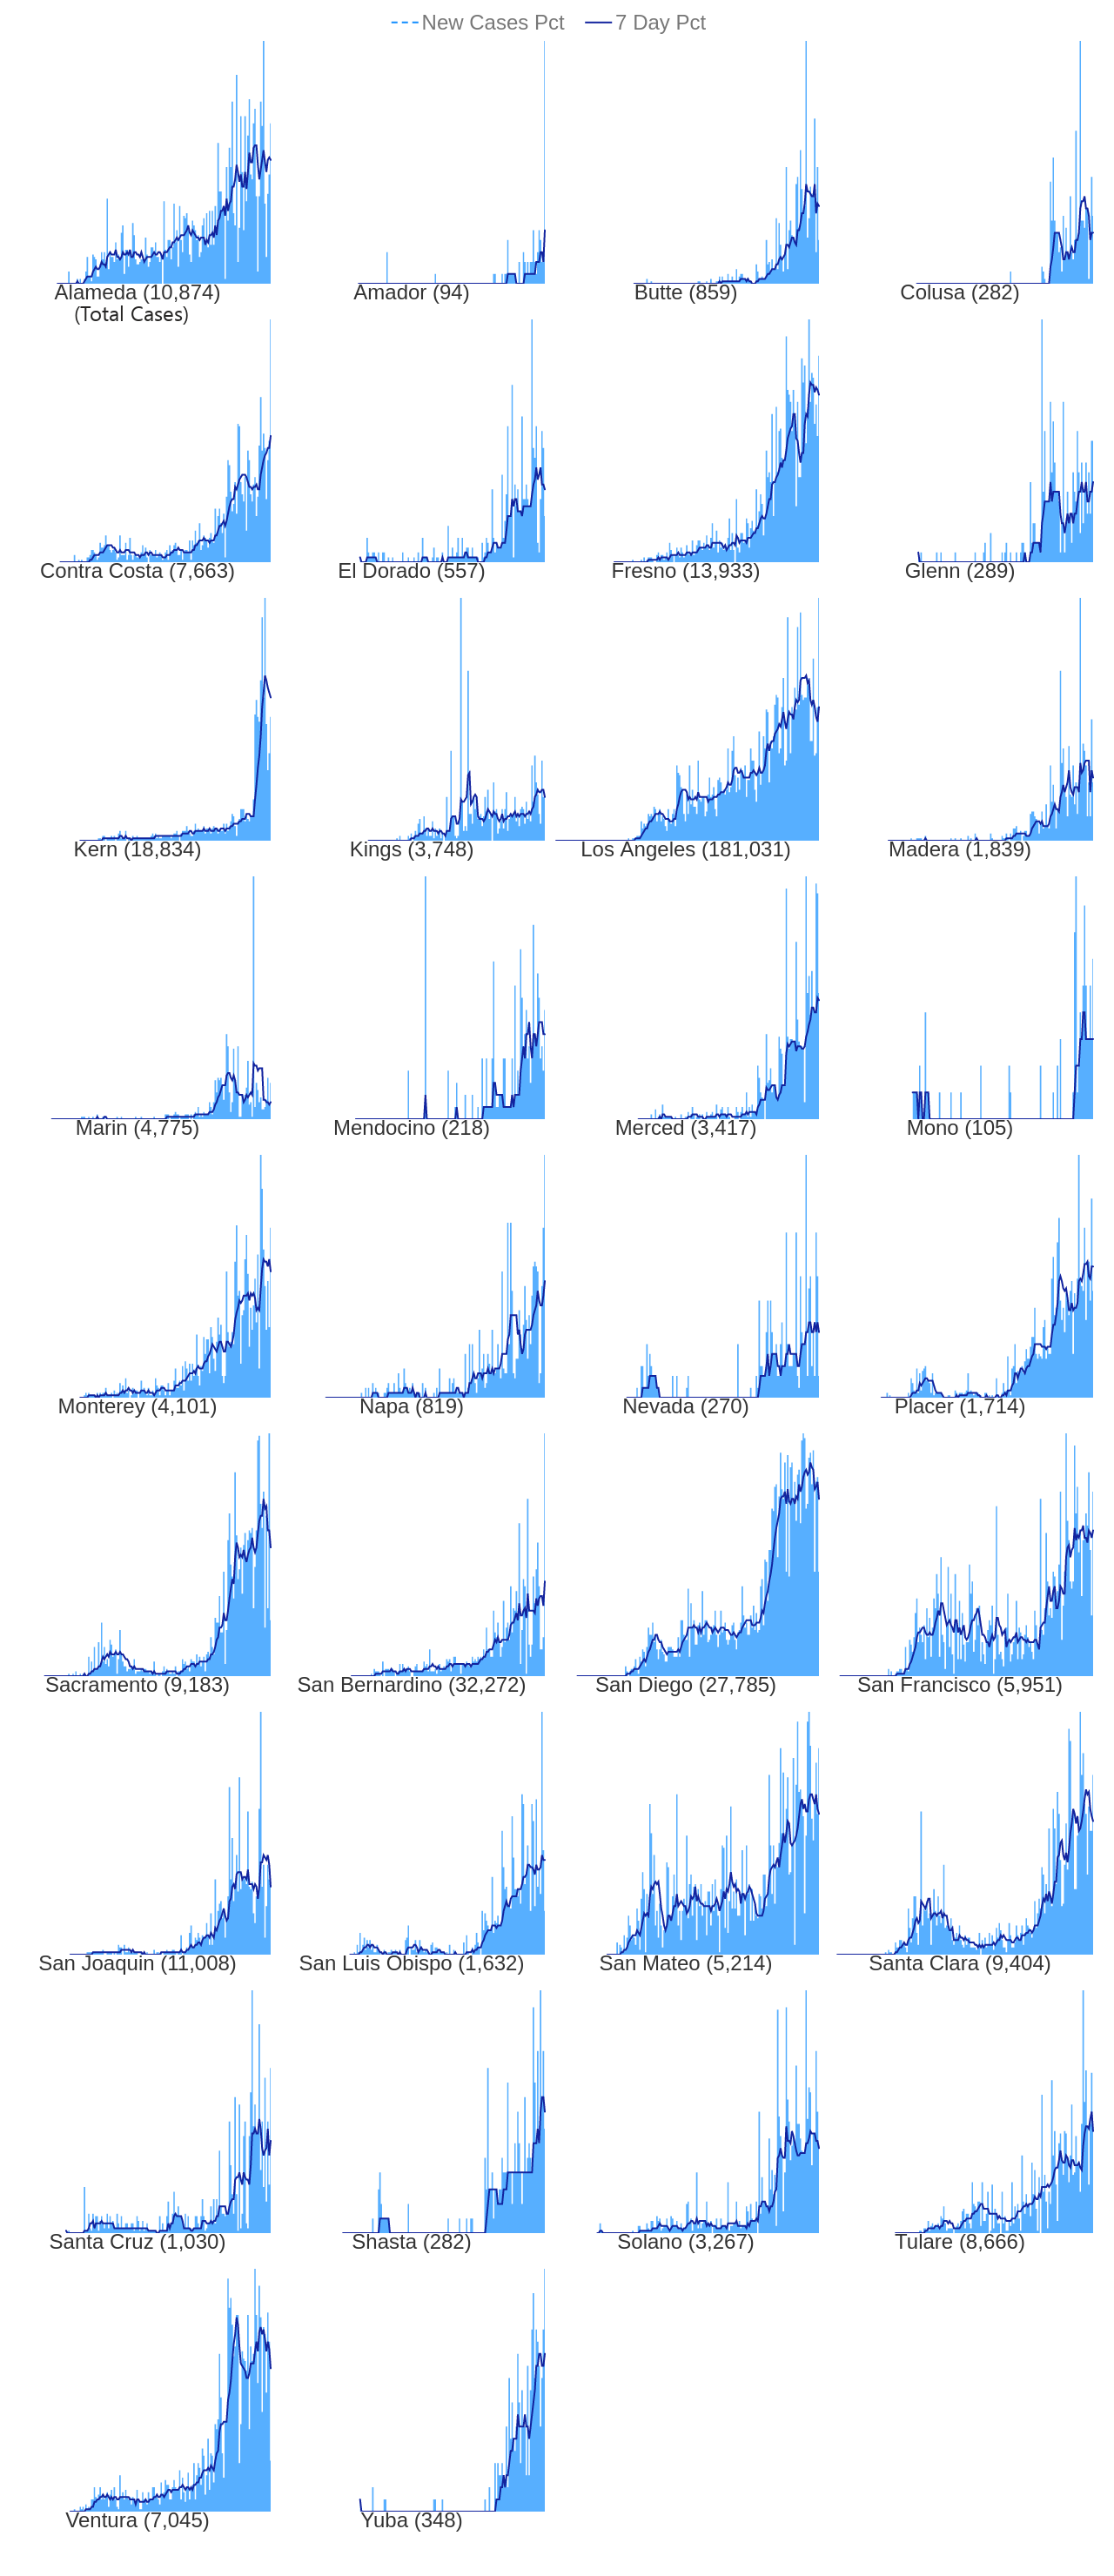 New Cases Pct 7 Day Pct
Alameda (10,874) Amador (94) Butte (859) Colusa (282)
(Total Cases)
Contra Costa (7,663) El Dorado (557) Fresno (13,933) Glenn (289)
Kern (18,834) Kings (3,748) Los Angeles (181,031) Madera (1,839)
Marin (4,775) Mendocino (218) Merced (3,417) Mono (105)
Monterey (4,101) Napa (819) Nevada (270) Placer (1,714)
Sacramento (9,183) San Bernardino (32,272) San Diego (27,785) San Francisco (5,951)
San Joaquin (11,008) San Luis Obispo (1,632) San Mateo (5,214) Santa Clara (9,404)
Santa Cruz (1,030) Shasta (282) Solano (3,267) Tulare (8,666)
Ventura (7,045) Yuba (348)